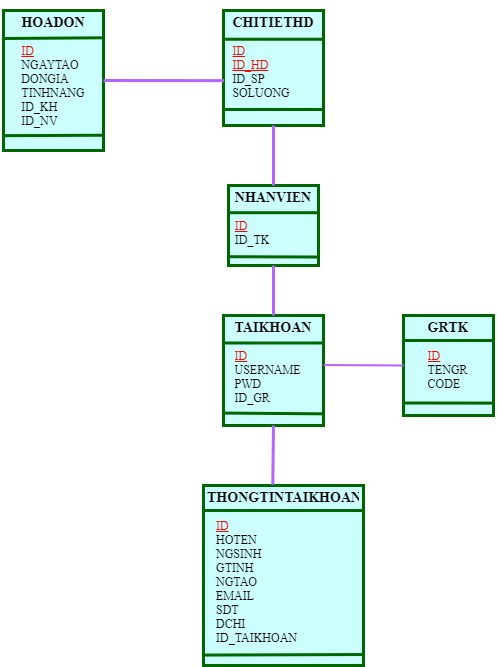 HOADON
ID
NGAYTAO
DONGIA
TINHNANG
ID_KH
ID_NV
CHITIETHD
ID
ID_HD
ID_SP
SOLUONG
NHANVIEN
ID
ID_TK
TAIKHOAN
ID
USERNAME
PWD
ID_GR
GRTK
ID
TENGR
CODE
THONGTINTAIKHOAN
ID
HOTEN
NGSINH
GTINH
NGTAO
EMAIL
SDT
DCHI
ID_TAIKHOAN